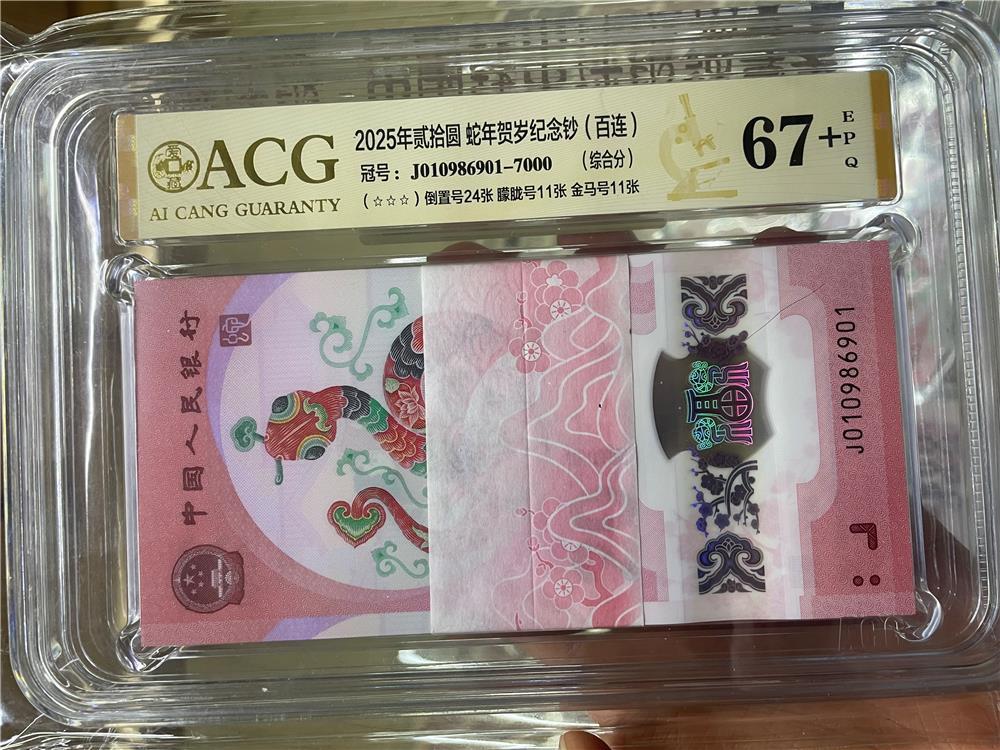 ACG
AI CANG GUARANTY
2025年贰拾圆 蛇年贺岁纪念钞（百连）
冠号：J010986901-7000 （综合分）
（☆☆☆）倒置号24张 朦胧号11张 金马号11张
67+
EPQ
中国人民银行
J010986901